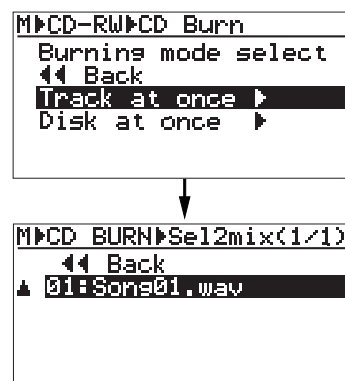 M▶CD-RW▶CD Burn
Burning mode select
◀◀ Back
Track at once ▶
Disk at once ▶
M▶CD BURN▶Sel2mix(1/1)
◀◀ Back
01:Song01.wav